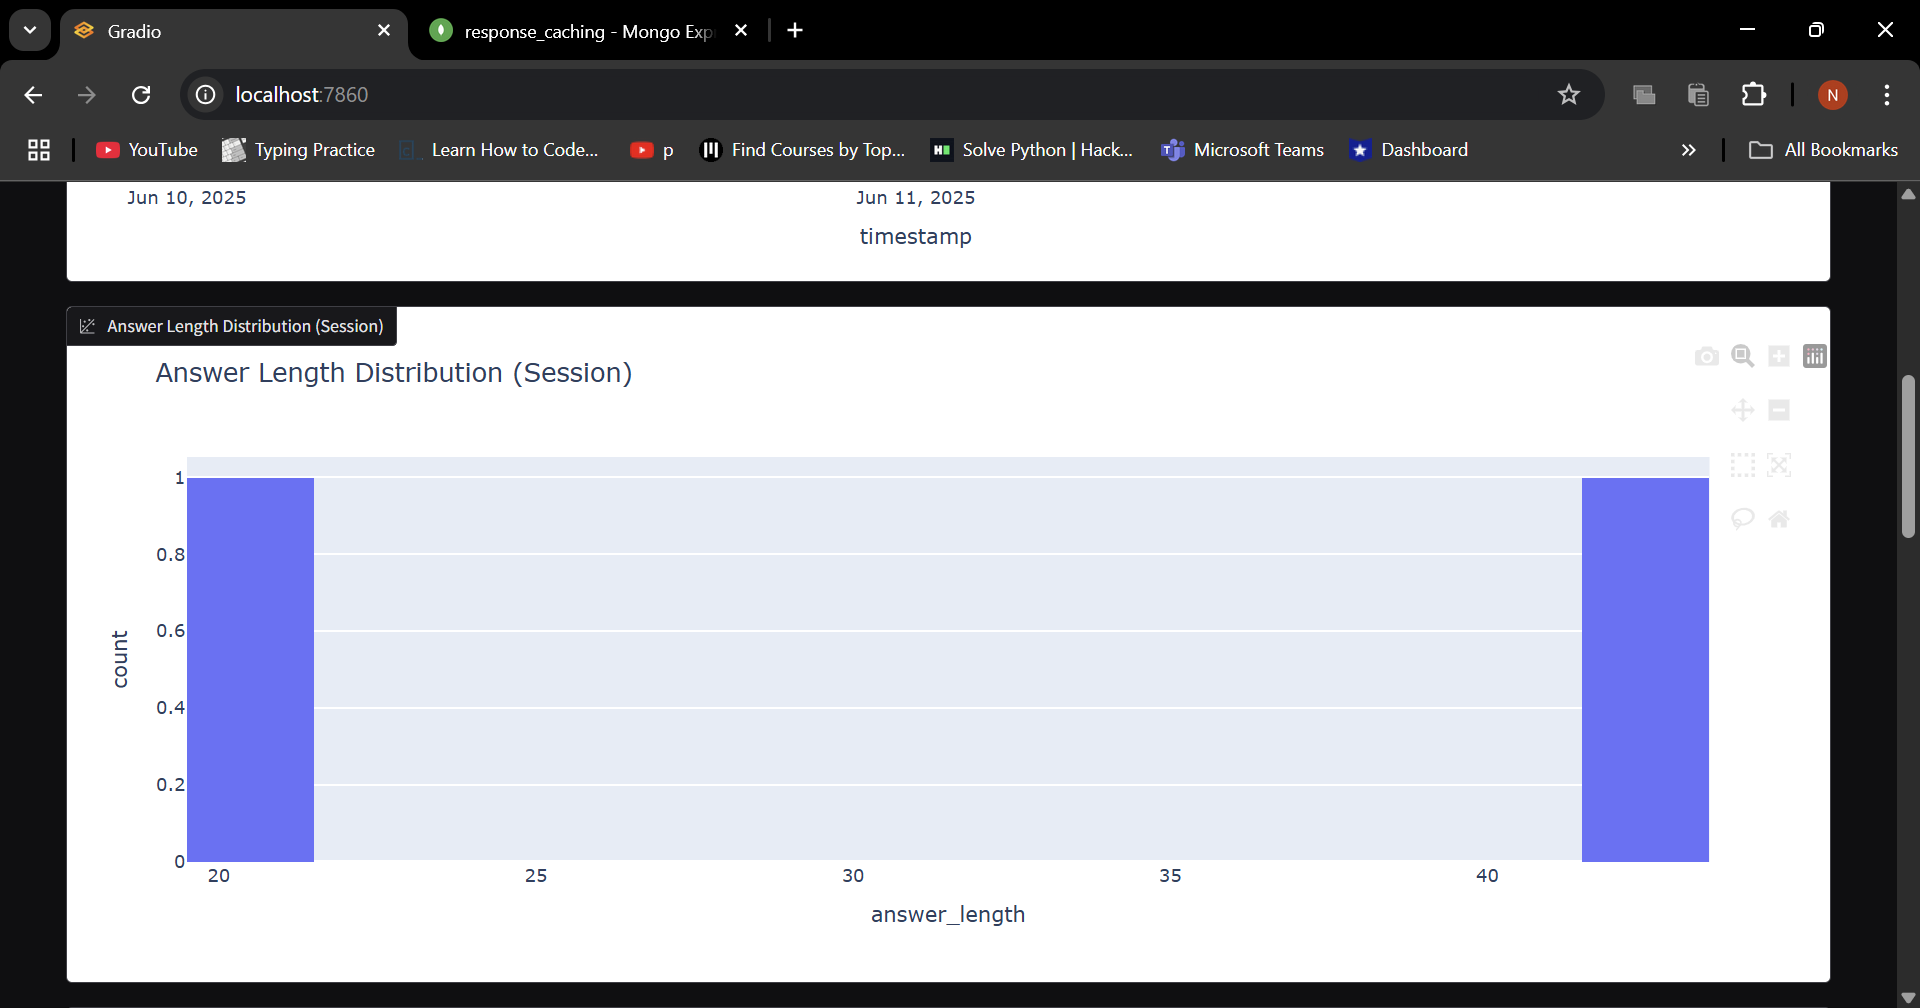 Gradio
response_caching - Mongo Exp
localhost:7860
N
YouTube
Typing Practice
Learn How to Code...
p
Find Courses by Top...
Solve Python | Hack...
Microsoft Teams
Dashboard
All Bookmarks
Jun 10, 2025
Jun 11, 2025
timestamp
Answer Length Distribution (Session)
Answer Length Distribution (Session)
1
0.8
0.6
0.4
0.2
0
count
20
25
30
35
40
answer_length